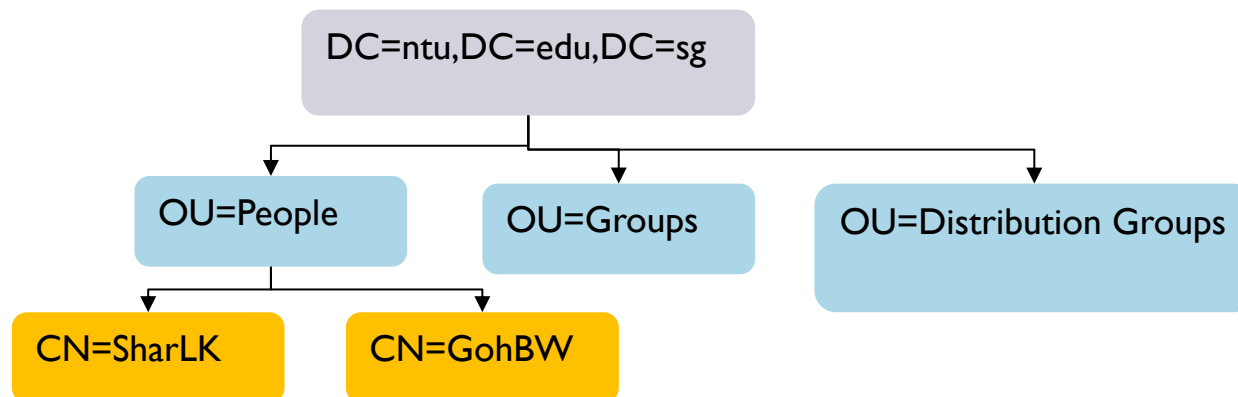 DC=ntu,DC=edu,DC=sg
OU=People
OU=Groups
OU=Distribution Groups
CN=SharLK
CN=GohBW